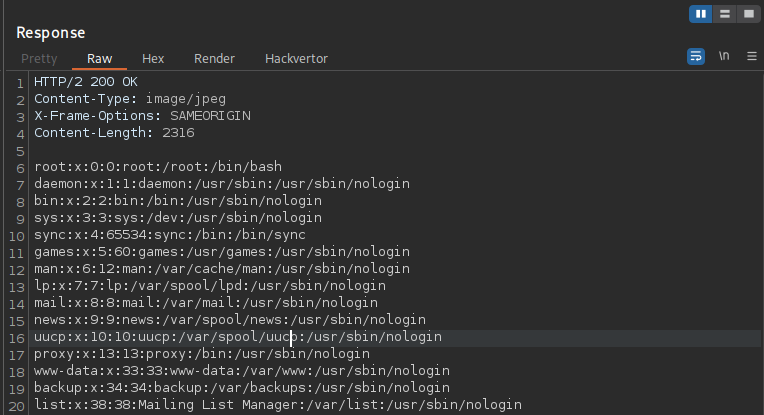 Response
Pretty Raw Hex Render Hackvertor \n
1 HTTP/2 200 OK
2 Content-Type: image/jpeg
3 X-Frame-Options: SAMEORIGIN
4 Content-Length: 2316
5
6 root:x:0:0:root:/root:/bin/bash
7 daemon:x:1:1:daemon:/usr/sbin:/usr/sbin/nologin
8 bin:x:2:2:bin:/bin:/usr/sbin/nologin
9 sys:x:3:3:sys:/dev:/usr/sbin/nologin
10 sync:x:4:65534:sync:/bin:/bin/sync
11 games:x:5:60:games:/usr/games:/usr/sbin/nologin
12 man:x:6:12:man:/var/cache/man:/usr/sbin/nologin
13 lp:x:7:7:lp:/var/spool/lpd:/usr/sbin/nologin
14 mail:x:8:8:mail:/var/mail:/usr/sbin/nologin
15 news:x:9:9:news:/var/spool/news:/usr/sbin/nologin
16 uucp:x:10:10:uucp:/var/spool/uucp:/usr/sbin/nologin
17 proxy:x:13:13:proxy:/bin:/usr/sbin/nologin
18 www-data:x:33:33:www-data:/var/www:/usr/sbin/nologin
19 backup:x:34:34:backup:/var/backups:/usr/sbin/nologin
20 list:x:38:38:Mailing List Manager:/var/list:/usr/sbin/nologin